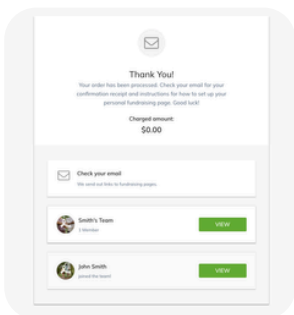 Thank You!
Your order has been processed. Check your email for your
confirmation receipt and instructions for how to set up your
personal fundraising page. Good luck!
Charged amount:
$0.00
Check your email
We send out links to fundraising pages.
Smith's Team
1 Member
VIEW
John Smith
joined the team!
VIEW